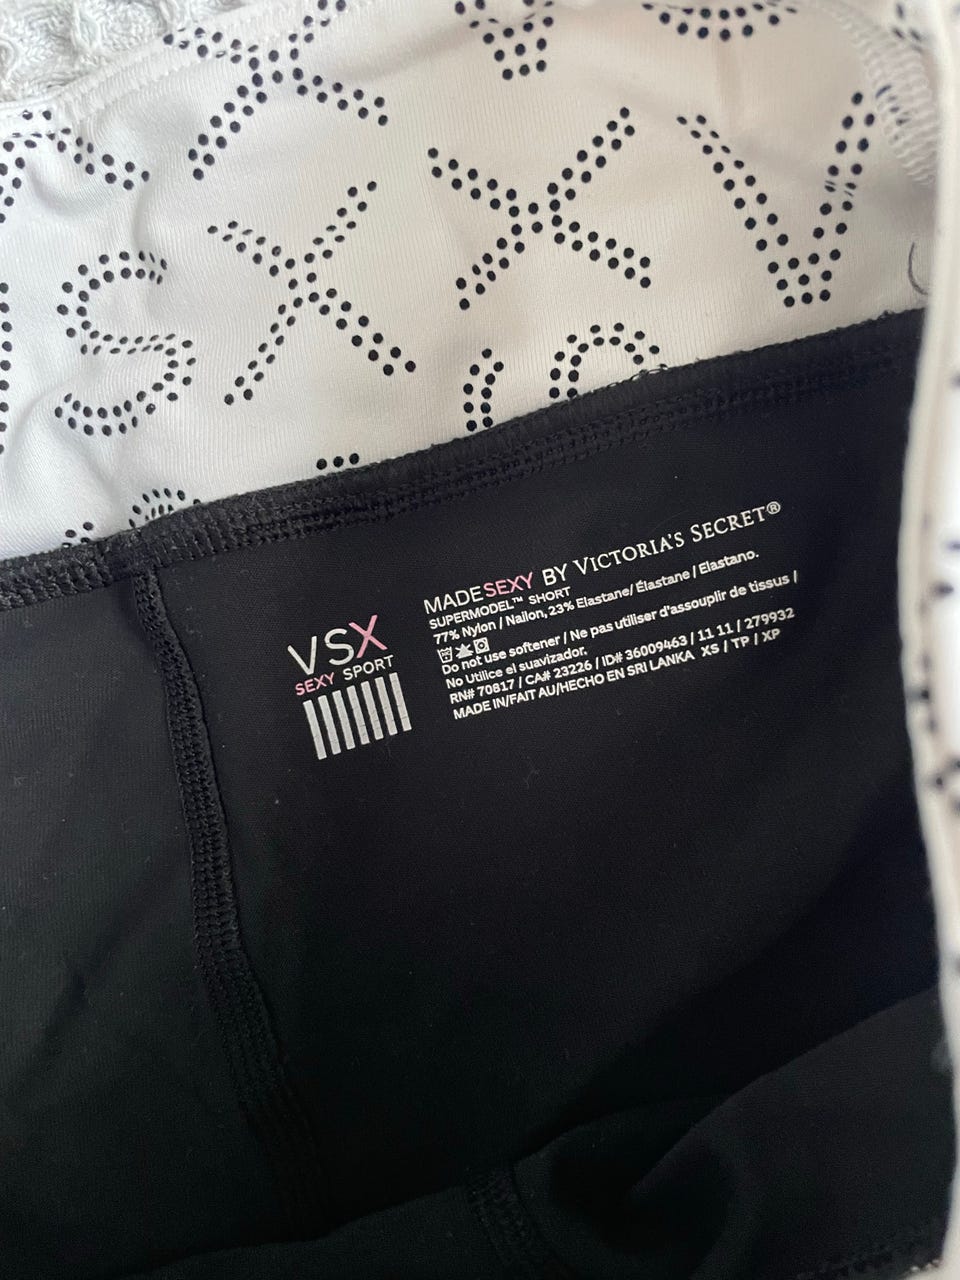 VSX
SEXY SPORT
MADE SEXY BY VICTORIA'S SECRET®
SUPERMODEL™ SHORT
77% Nylon / Nailon, 23% Elastane/ Élastane / Elastano.
Do not use softener / Ne pas utiliser d'assouplir de tissus /
No Utilice el suavizador.
RN# 70817 / CA# 23226 / ID# 36009463 / 11 11 / 279932
MADE IN/FAIT AU/HECHO EN SRI LANKA XS / TP / XP